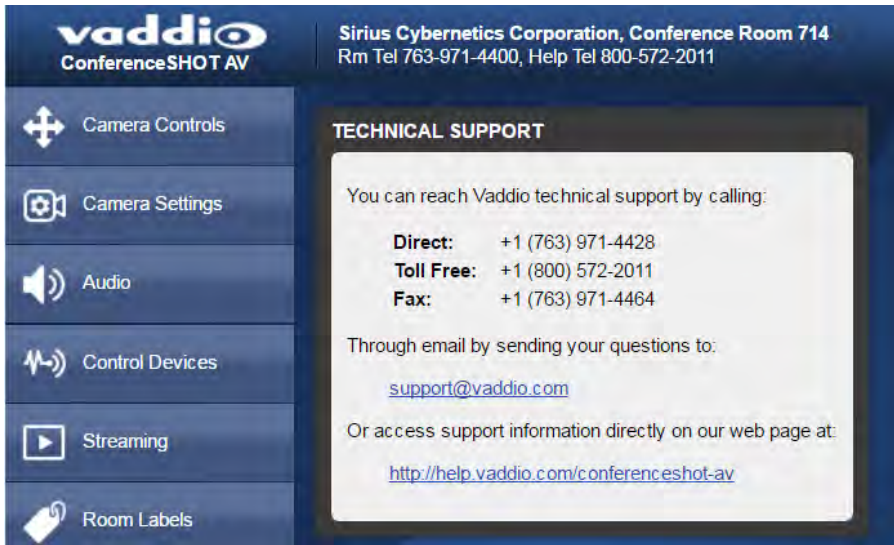 vaddio
ConferenceSHOT AV
Sirius Cybernetics Corporation, Conference Room 714
Rm Tel 763-971-4400, Help Tel 800-572-2011
Camera Controls
Camera Settings
Audio
Control Devices
Streaming
Room Labels
TECHNICAL SUPPORT
You can reach Vaddio technical support by calling:
Direct: +1 (763) 971-4428
Toll Free: +1 (800) 572-2011
Fax: +1 (763) 971-4464
Through email by sending your questions to:
support@vaddio.com
Or access support information directly on our web page at:
http://help.vaddio.com/conferenceshot-av